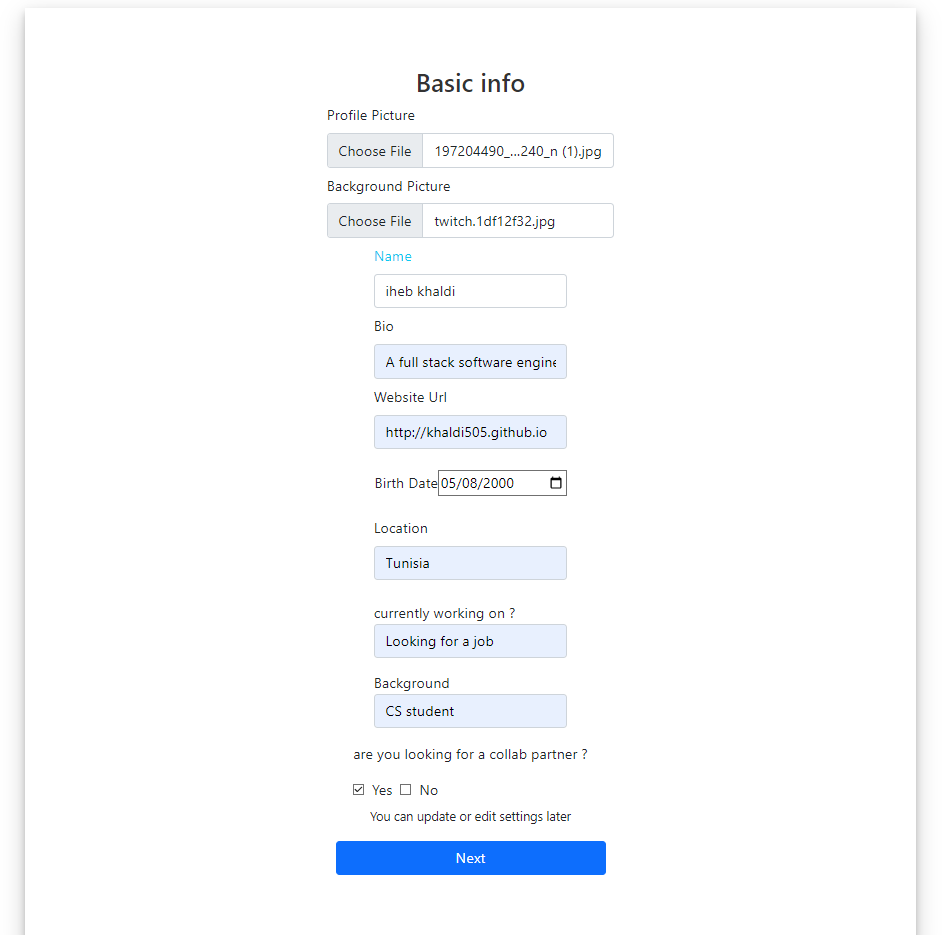 Basic info
Profile Picture
Choose File 197204490_...240_n (1).jpg
Background Picture
Choose File twitch.1df12f32.jpg
Name
iheb khaldi
Bio
A full stack software engine
Website Url
http://khaldi505.github.io
Birth Date 05/08/2000
Location
Tunisia
currently working on ?
Looking for a job
Background
CS student
are you looking for a collab partner ?
Yes No
You can update or edit settings later
Next